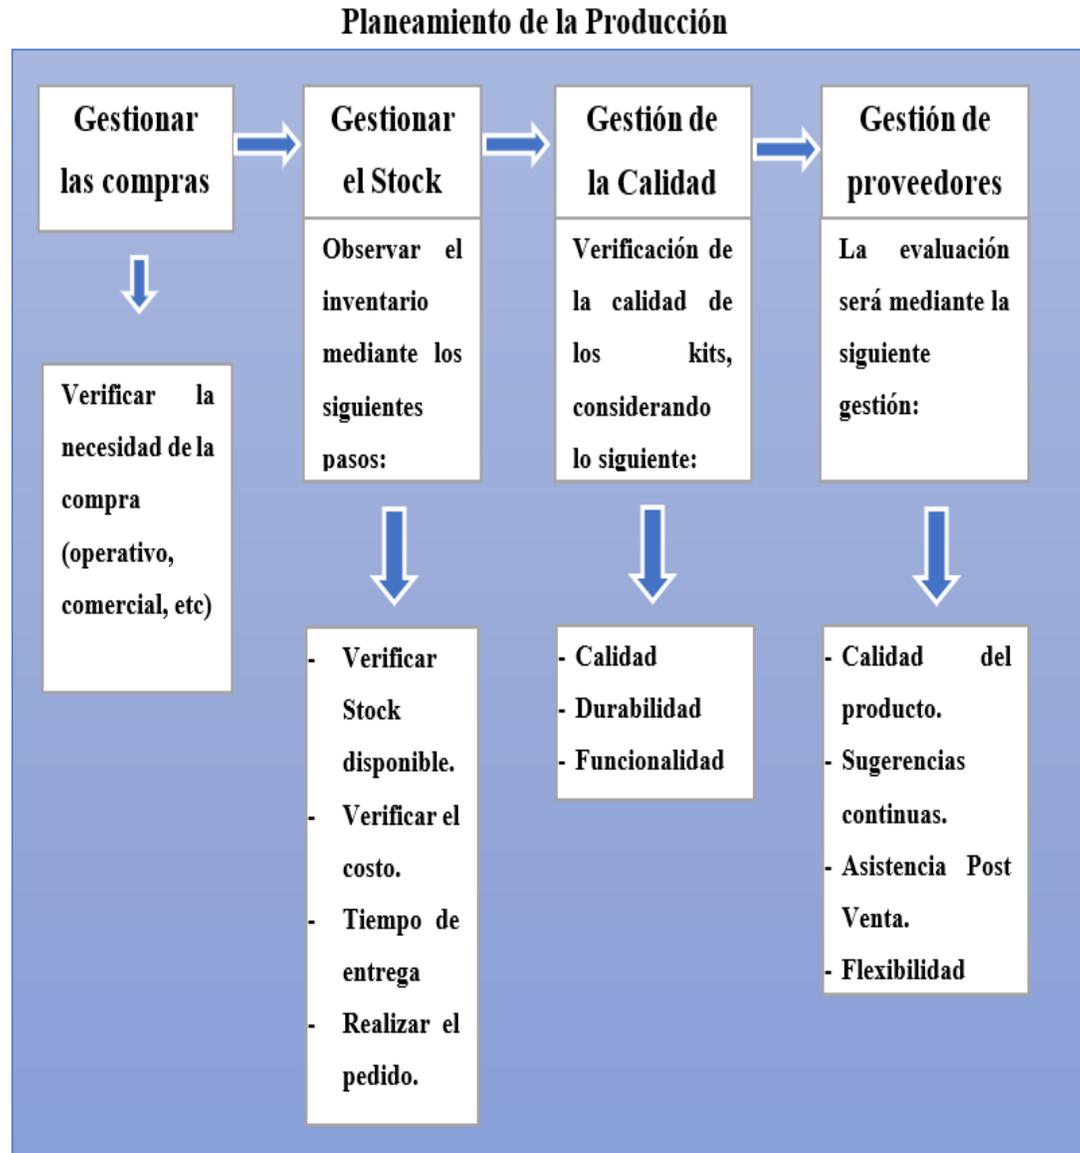 Planeamiento de la Producción
Gestionar
las compras
Verificar la
necesidad de la
compra
(operativo,
comercial, etc)
Gestionar
el Stock
Observar el
inventario
mediante los
siguientes
pasos:
- Verificar
Stock
disponible.
- Verificar el
costo.
- Tiempo de
entrega
- Realizar el
pedido.
Gestión de
la Calidad
Verificación de
la calidad de
los kits,
considerando
lo siguiente:
- Calidad
- Durabilidad
- Funcionalidad
Gestión de
proveedores
La evaluación
será mediante la
siguiente
gestión:
- Calidad del
producto.
- Sugerencias
continuas.
- Asistencia Post
Venta.
- Flexibilidad